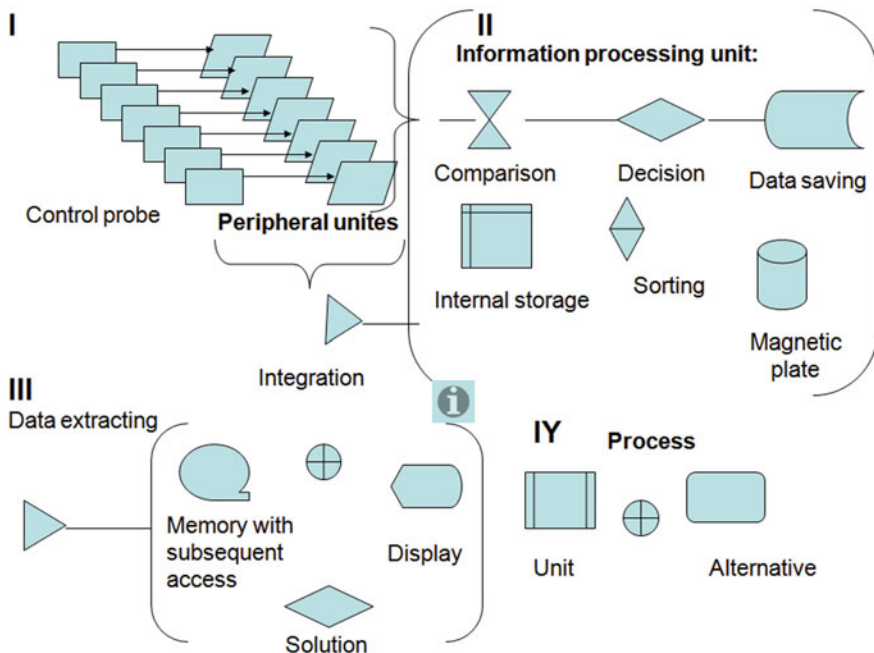 I
Control probe
Peripheral unites
Integration
II
Information processing unit:
Comparison
Decision
Data saving
Internal storage
Sorting
Magnetic
plate
i
III
Data extracting
Memory with
subsequent
access
Display
Solution
IY
Process
Unit
Alternative